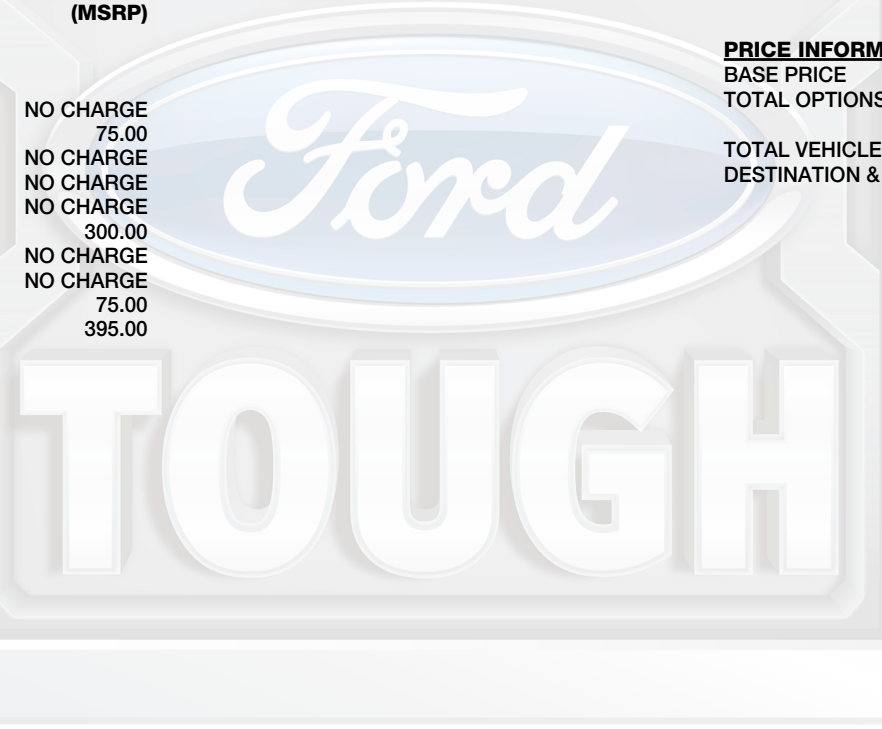 (MSRP)
NO CHARGE
75.00
NO CHARGE
NO CHARGE
NO CHARGE
300.00
NO CHARGE
NO CHARGE
75.00
395.00
PRICE INFORM
BASE PRICE
TOTAL OPTIONS
TOTAL VEHICLE
DESTINATION &
Ford
TOUGH